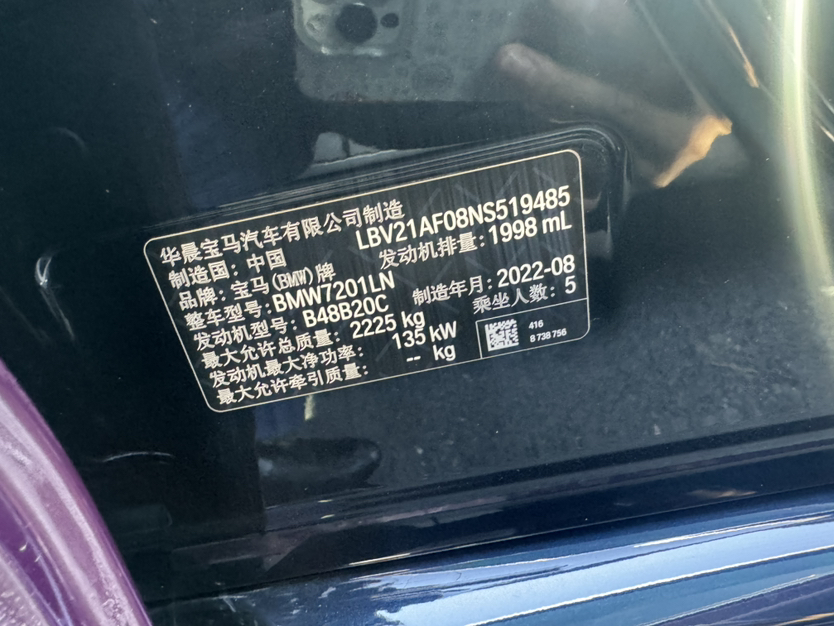 华晨宝马汽车有限公司制造
制造国：中国 LBV21AF08NS519485
品牌：宝马(BMW)牌 发动机排量：1998 mL
整车型号：BMW7201LN
发动机型号：B48B20C 制造年月：2022-08
最大允许总质量：2225 kg 乘坐人数：5
发动机最大净功率：135 kW
最大允许牵引质量：-- kg
416
8 738 756